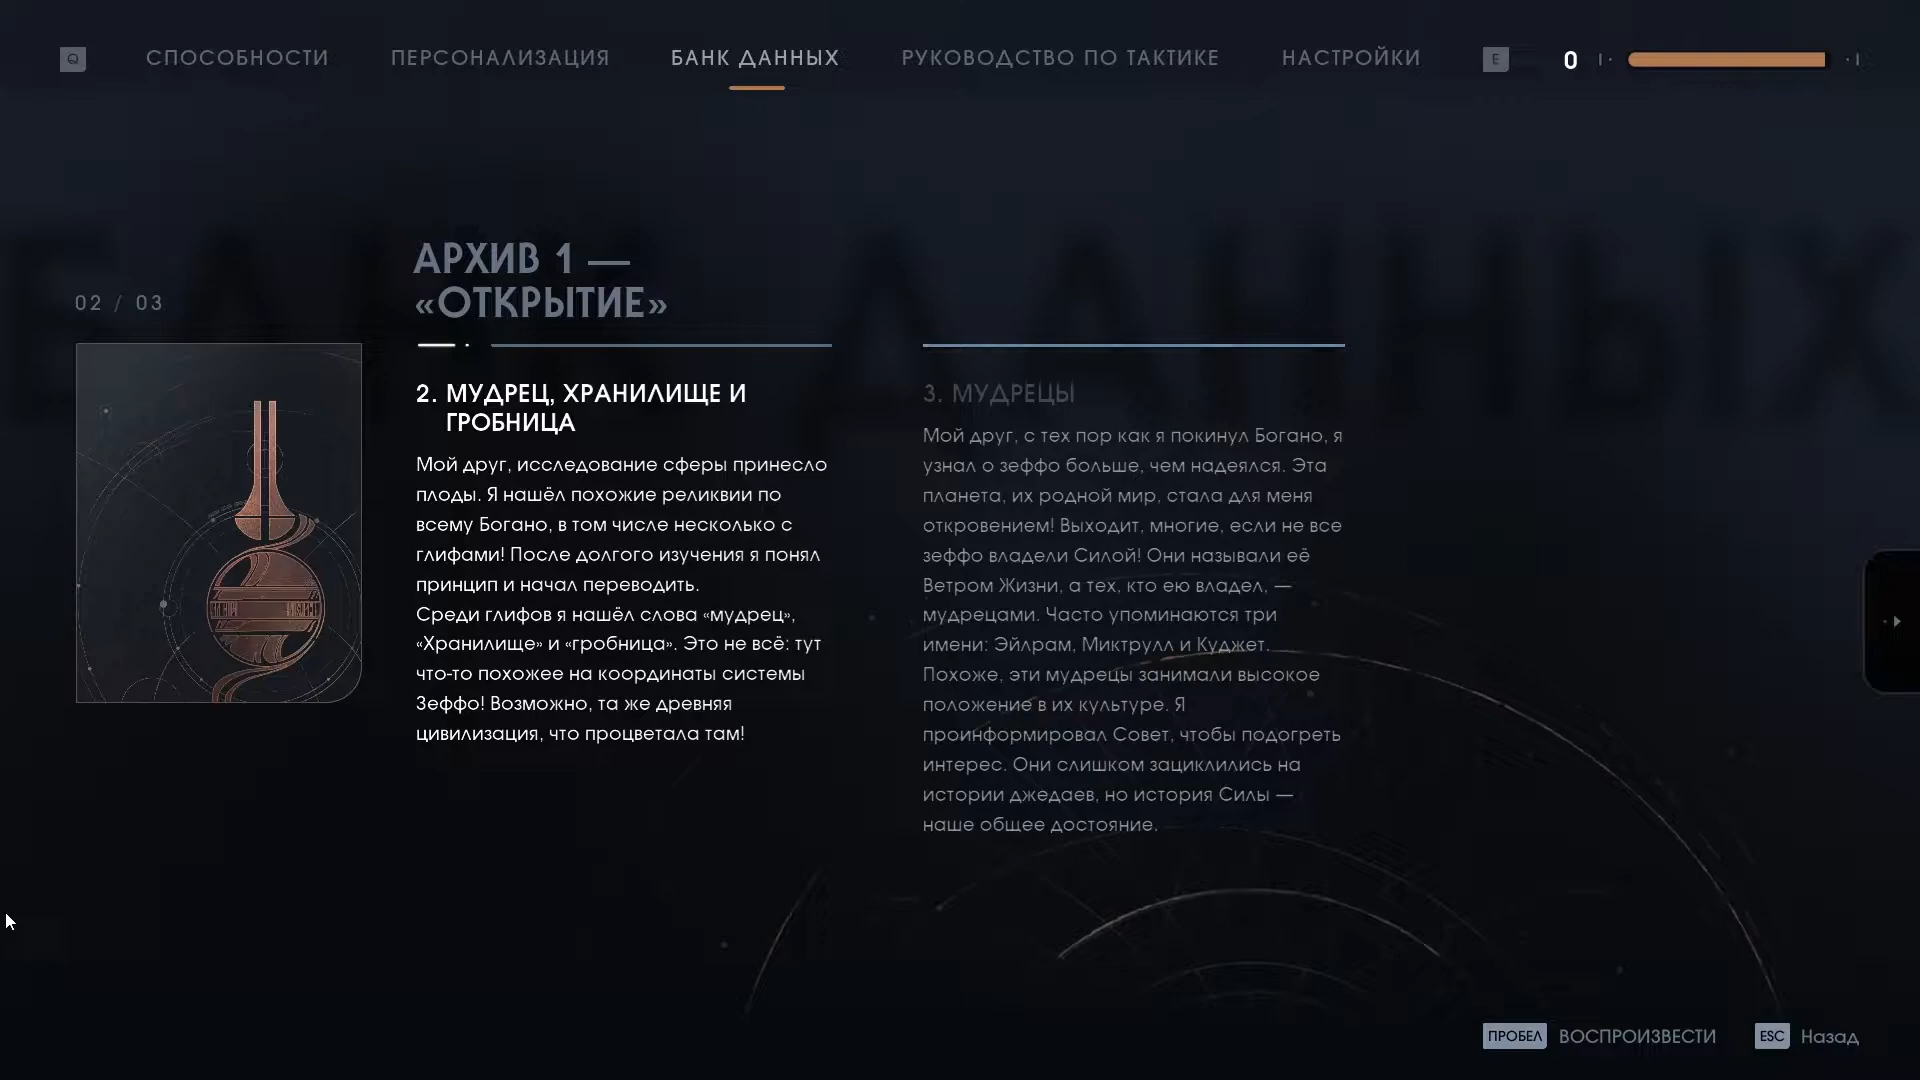 Q СПОСОБНОСТИ ПЕРСОНАЛИЗАЦИЯ БАНК ДАННЫХ РУКОВОДСТВО ПО ТАКТИКЕ НАСТРОЙКИ E 0
АРХИВ 1 —
«ОТКРЫТИЕ»
02 / 03
2. МУДРЕЦ, ХРАНИЛИЩЕ И
ГРОБНИЦА
Мой друг, исследование сферы принесло
плоды. Я нашёл похожие реликвии по
всему Богано, в том числе несколько с
глифами! После долгого изучения я понял
принцип и начал переводить.
Среди глифов я нашёл слова «мудрец»,
«Хранилище» и «гробница». Это не всё: тут
что-то похожее на координаты системы
Зеффо! Возможно, та же древняя
цивилизация, что процветала там!
3. МУДРЕЦЫ
Мой друг, с тех пор как я покинул Богано, я
узнал о зеффо больше, чем надеялся. Эта
планета, их родной мир, стала для меня
откровением! Выходит, многие, если не все
зеффо владели Силой! Они называли её
Ветром Жизни, а тех, кто ею владел, —
мудрецами. Часто упоминаются три
имени: Эйлрам, Миктрулл и Куджет.
Похоже, эти мудрецы занимали высокое
положение в их культуре. Я
проинформировал Совет, чтобы подогреть
интерес. Они слишком зациклились на
истории джедаев, но история Силы —
наше общее достояние.
ПРОБЕЛ ВОСПРОИЗВЕСТИ ESC Назад